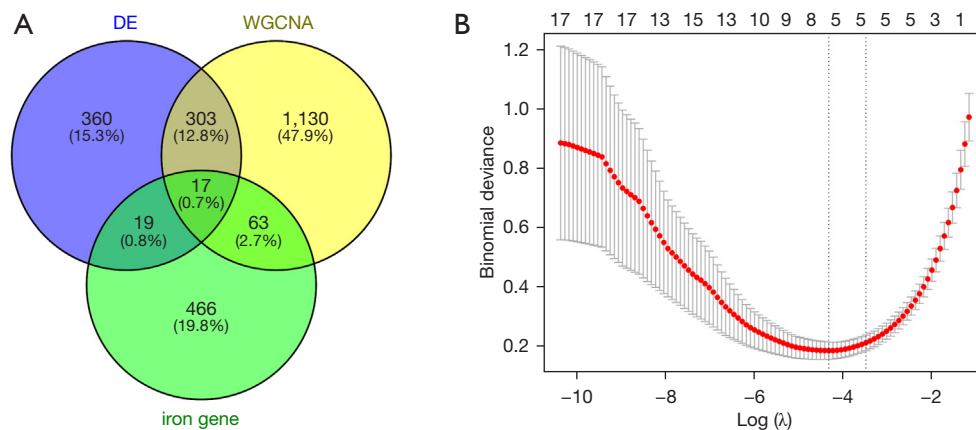 A
DE
WGCNA
360
(15.3%)
303
(12.8%)
1,130
(47.9%)
17
(0.7%)
19
(0.8%)
63
(2.7%)
466
(19.8%)
iron gene
B
17 17 17 13 15 13 10 9 8 5 5 5 3 1
1.2
1.0
0.8
0.6
0.4
0.2
Binomial deviance
−10 −8 −6 −4 −2
Log (λ)